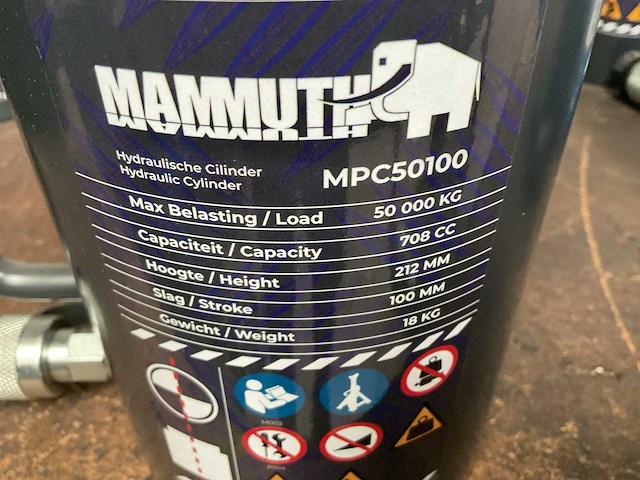 MAMMUTH
Hydraulische Cilinder
Hydraulic Cylinder
MPC50100
Max Belasting / Load 50 000 KG
Capaciteit / Capacity 708 CC
Hoogte / Height 212 MM
Slag / Stroke 100 MM
Gewicht / Weight 18 KG